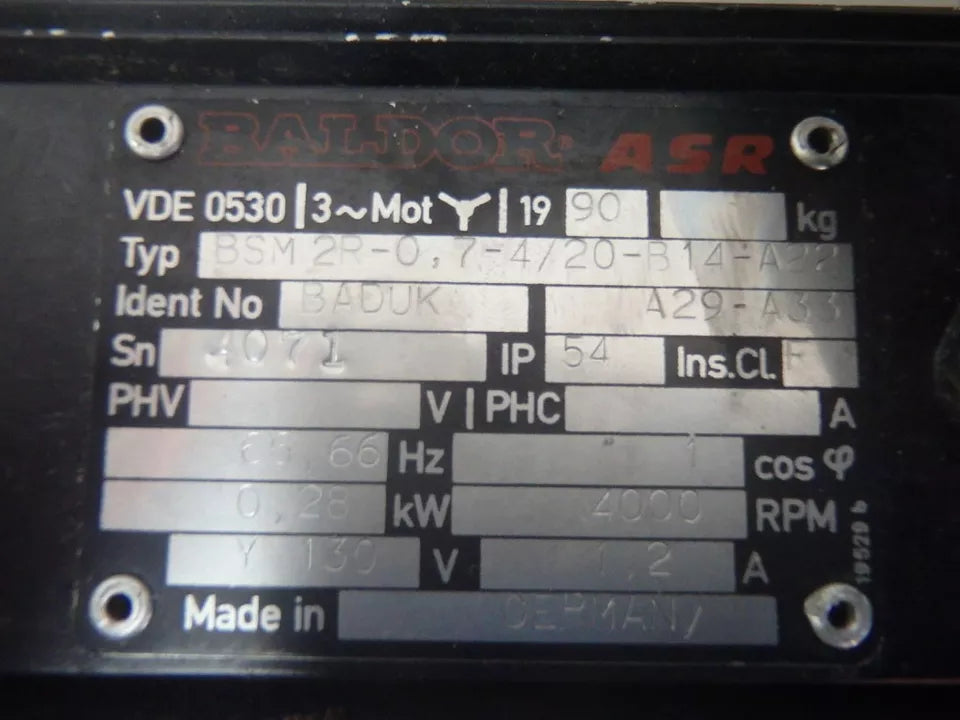 BALDOR ASR
VDE 0530 | 3~Mot Y | 19 90 kg
Typ BSM 2R-0,7-4/20-B14-A22
Ident No BADUK A29-A33
Sn 4071 IP 54 Ins.Cl. F
PHV V | PHC A
66 Hz 1 cos φ
0,28 kW 4000 RPM
Y 130 V 1,2 A
Made in GERMANY
19529 b